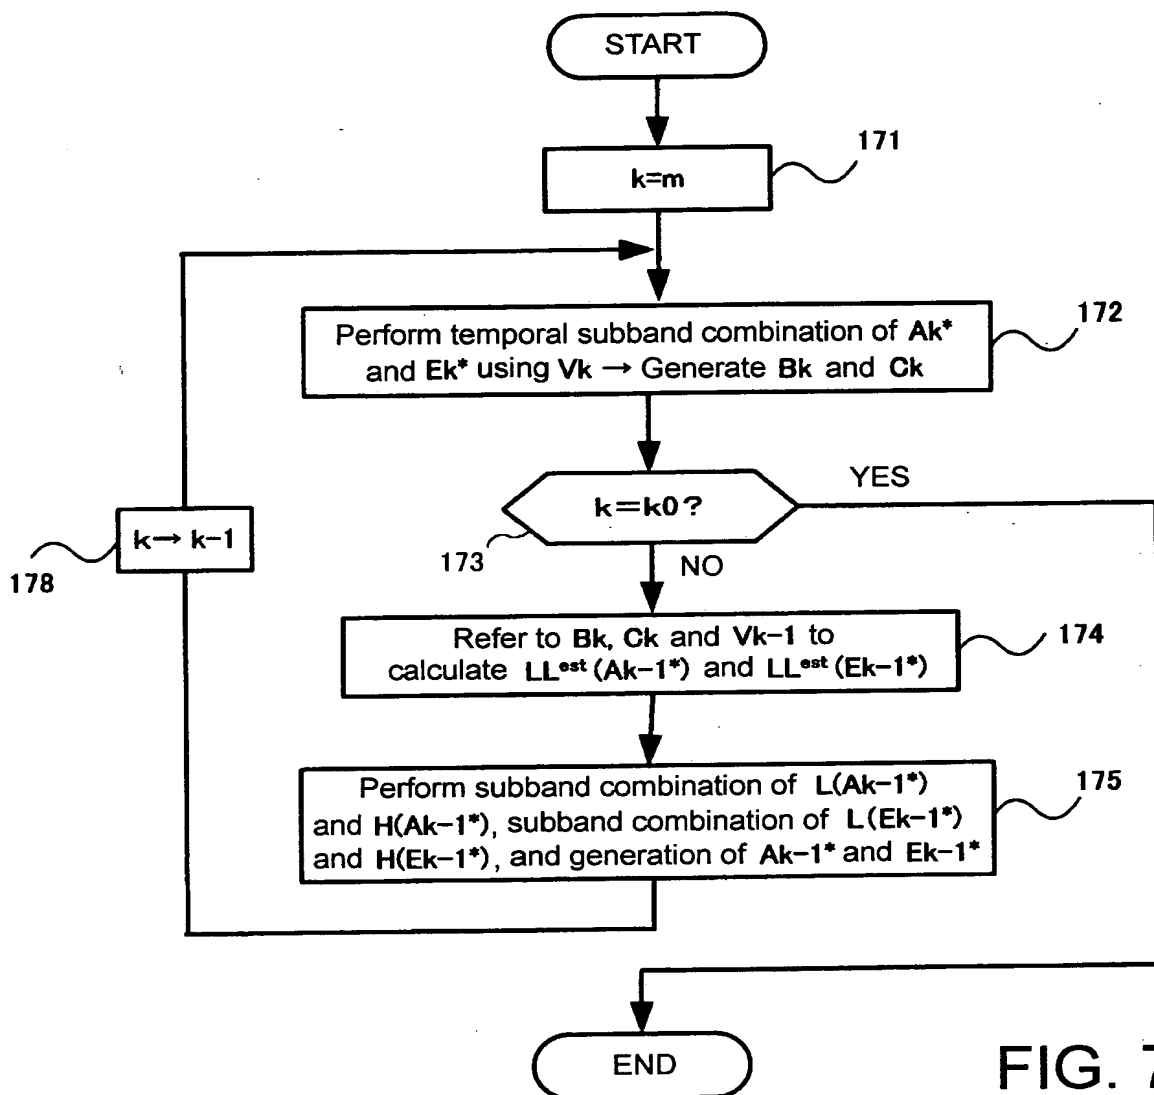 START
k=m
171
Perform temporal subband combination of Ak*
and Ek* using Vk → Generate Bk and Ck
172
k=k0?
YES
173
NO
k→ k-1
178
Refer to Bk, Ck and Vk-1 to
calculate LLest(Ak-1*) and LLest(Ek-1*)
174
Perform subband combination of L(Ak-1*)
and H(Ak-1*), subband combination of L(Ek-1*)
and H(Ek-1*), and generation of Ak-1* and Ek-1*
175
END
FIG. 7